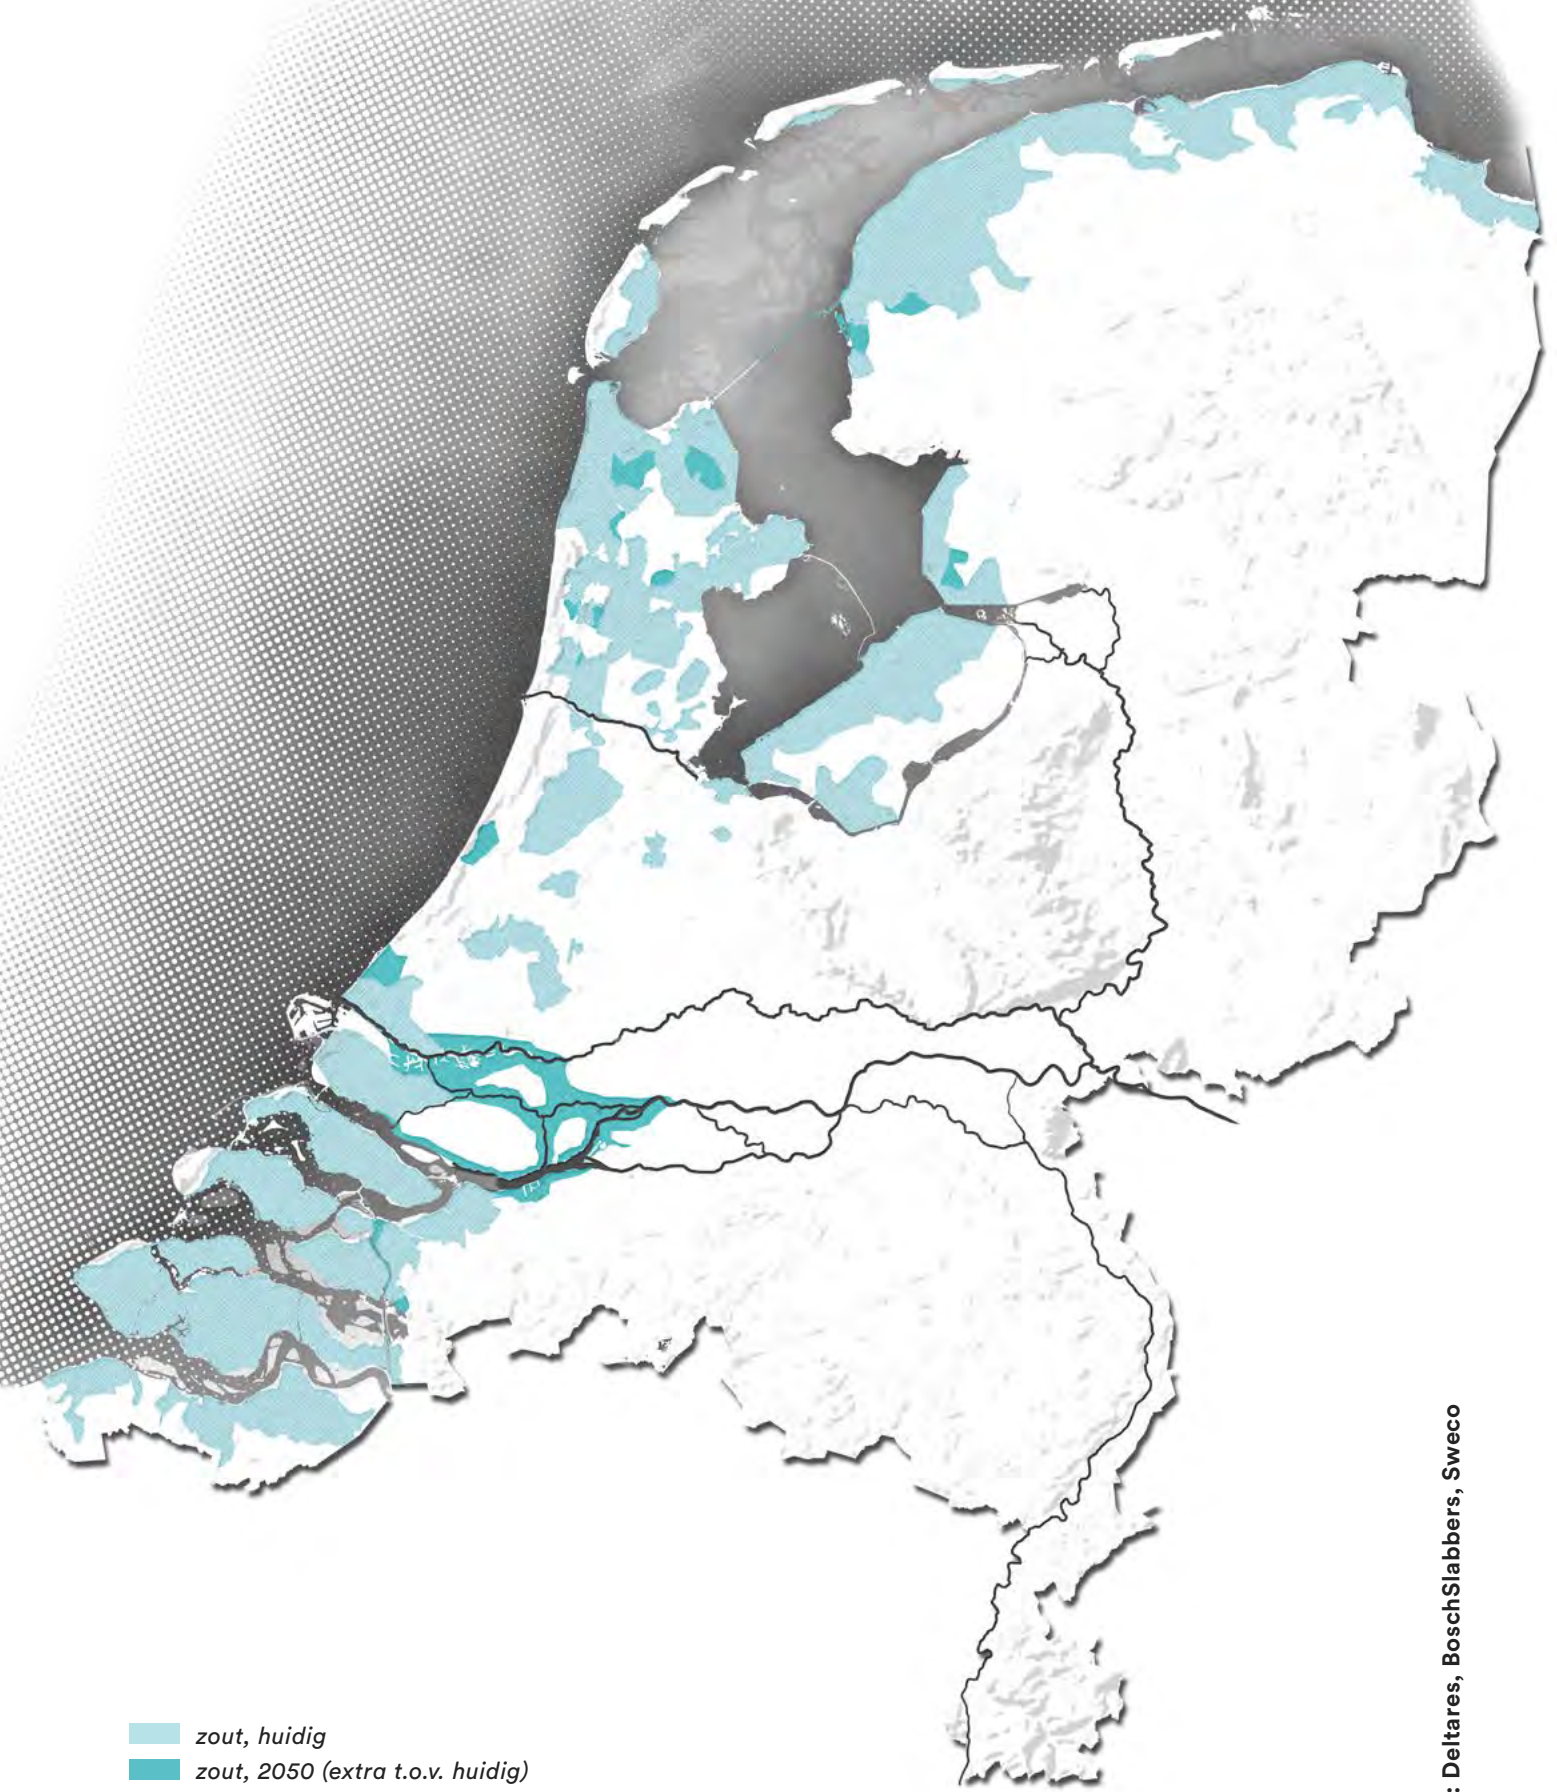 zout, huidig
zout, 2050 (extra t.o.v. huidig)
: Deltares, BoschSlabbers, Sweco